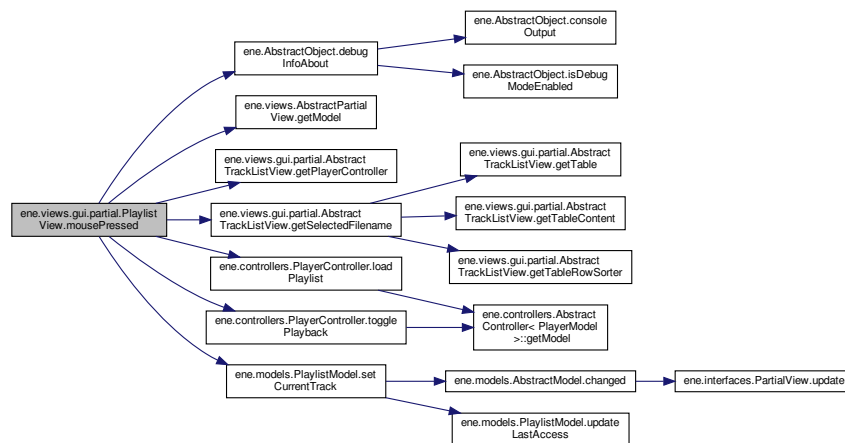 ene.views.gui.partial.Playlist
View.mousePressed
ene.AbstractObject.debug
InfoAbout
ene.AbstractObject.console
Output
ene.AbstractObject.isDebug
ModeEnabled
ene.views.AbstractPartial
View.getModel
ene.views.gui.partial.Abstract
TrackListView.getPlayerController
ene.views.gui.partial.Abstract
TrackListView.getSelectedFilename
ene.views.gui.partial.Abstract
TrackListView.getTable
ene.views.gui.partial.Abstract
TrackListView.getTableContent
ene.views.gui.partial.Abstract
TrackListView.getTableRowSorter
ene.controllers.PlayerController.load
Playlist
ene.controllers.PlayerController.toggle
Playback
ene.controllers.Abstract
Controller< PlayerModel
>::getModel
ene.models.PlaylistModel.set
CurrentTrack
ene.models.AbstractModel.changed
ene.interfaces.PartialView.update
ene.models.PlaylistModel.update
LastAccess